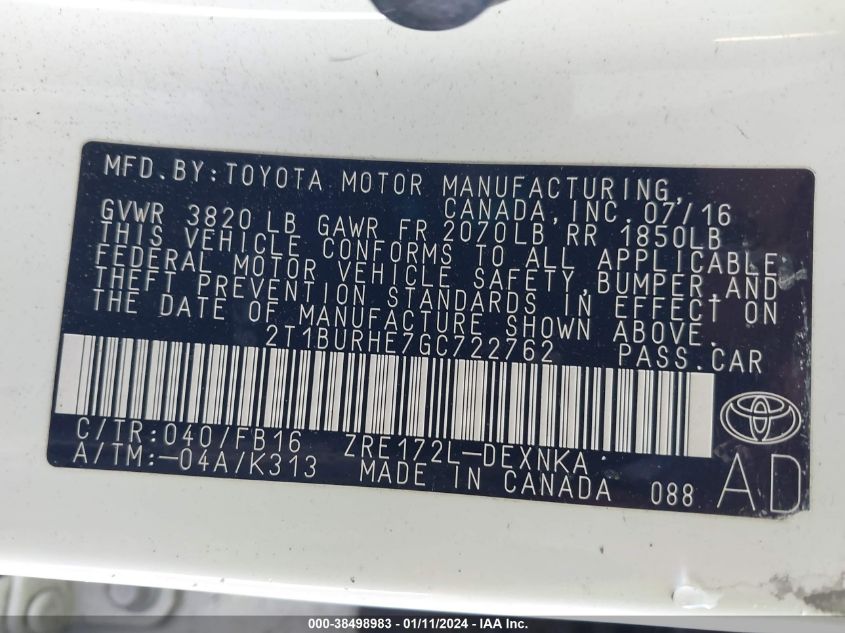 MFD.BY:TOYOTA MOTOR MANUFACTURING,
CANADA, INC. 07/16
GVWR 3820 LB GAWR FR 2070LB RR 1850LB
THIS VEHICLE CONFORMS TO ALL APPLICABLE
FEDERAL MOTOR VEHICLE SAFETY, BUMPER,AND
THEFT PREVENTION STANDARDS IN EFFECT ON
THE DATE OF MANUFACTURE SHOWN ABOVE.
2T1BURHE7GC722762 PASS.CAR
C/TR:040/FB16 ZRE172L-DEXNKA
A/TM:-04A/K313 MADE IN CANADA 088 AD
000-38498983 - 01/11/2024 - IAA Inc.